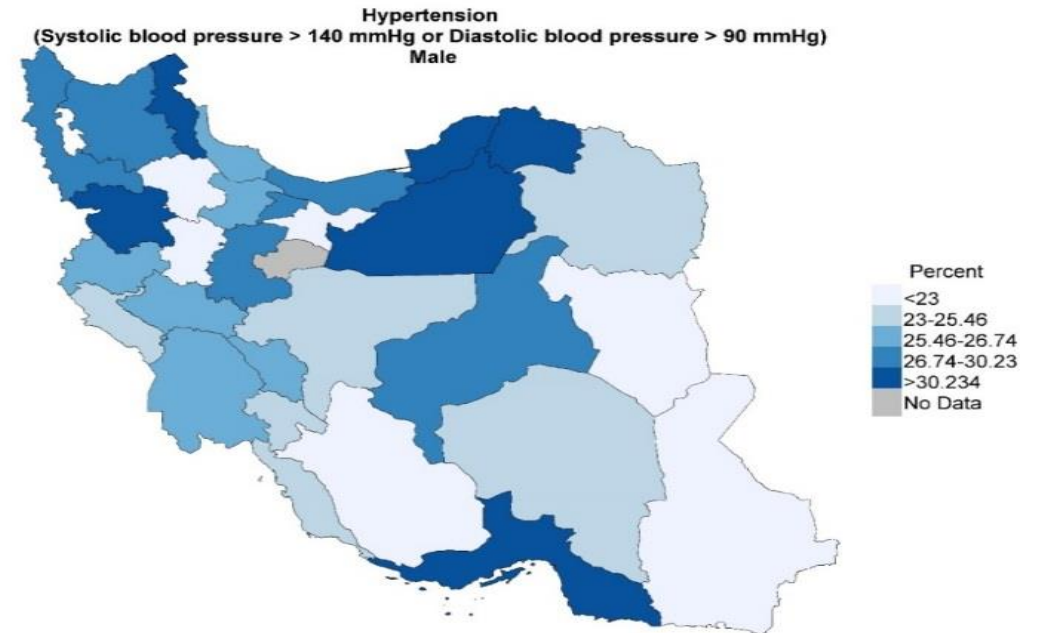 Hypertension
(Systolic blood pressure > 140 mmHg or Diastolic blood pressure > 90 mmHg)
Male
Percent
<23
23-25.46
25.46-26.74
26.74-30.23
>30.234
No Data